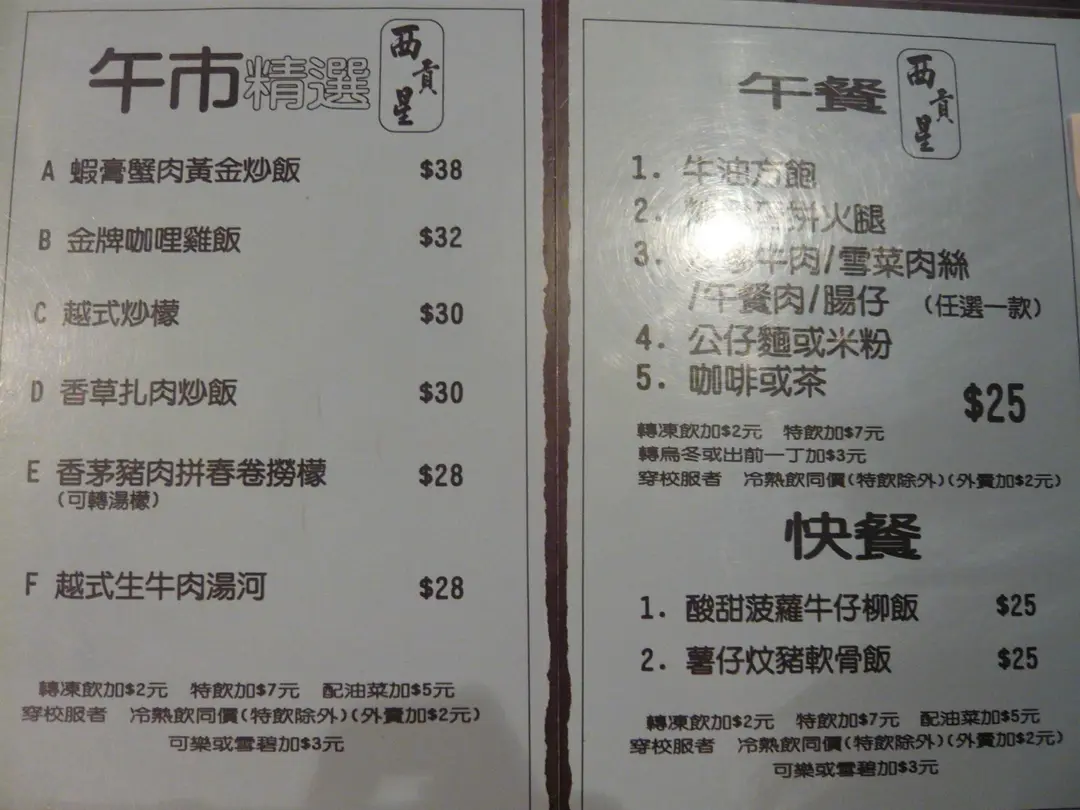 午市精選 西貢星
A 蝦膏蟹肉黃金炒飯 $38
B 金牌咖哩雞飯 $32
C 越式炒檬 $30
D 香草扎肉炒飯 $30
E 香茅豬肉拼春卷撈檬 $28
(可轉湯檬)
F 越式生牛肉湯河 $28
轉凍飲加$2元 特飲加$7元 配油菜加$5元
穿校服者 冷熱飲同價(特飲除外)(外賣加$2元)
可樂或雪碧加$3元
午餐 西貢星
1. 牛油方飽
2. 火腿
3. 牛肉/雪菜肉絲
/午餐肉/腸仔 (任選一款)
4. 公仔麵或米粉
5. 咖啡或茶
$25
轉凍飲加$2元 特飲加$7元
轉烏冬或出前一丁加$3元
穿校服者 冷熱飲同價(特飲除外)(外賣加$2元)
快餐
1. 酸甜菠蘿牛仔柳飯 $25
2. 薯仔炆豬軟骨飯 $25
轉凍飲加$2元 特飲加$7元 配油菜加$5元
穿校服者 冷熱飲同價(特飲除外)(外賣加$2元)
可樂或雪碧加$3元